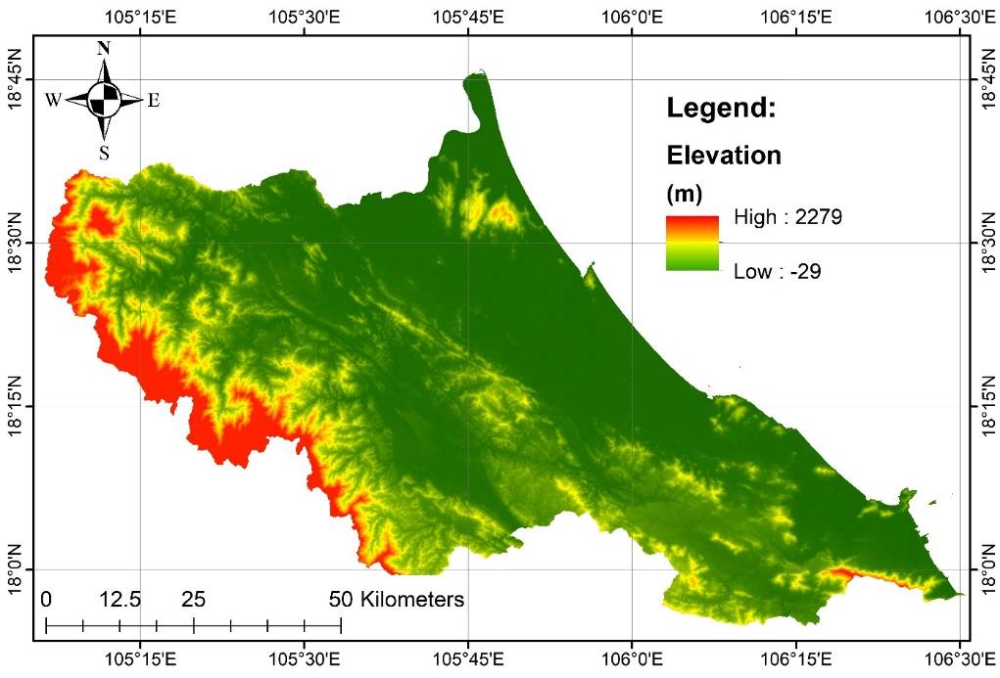 105°15'E 105°30'E 105°45'E 106°0'E 106°15'E 106°30'E
N
W E
S
18°45'N 18°45'N
Legend:
Elevation
(m)
High : 2279
Low : -29
18°30'N 18°30'N
18°15'N 18°15'N
18°0'N 18°0'N
0 12.5 25 50 Kilometers
105°15'E 105°30'E 105°45'E 106°0'E 106°15'E 106°30'E